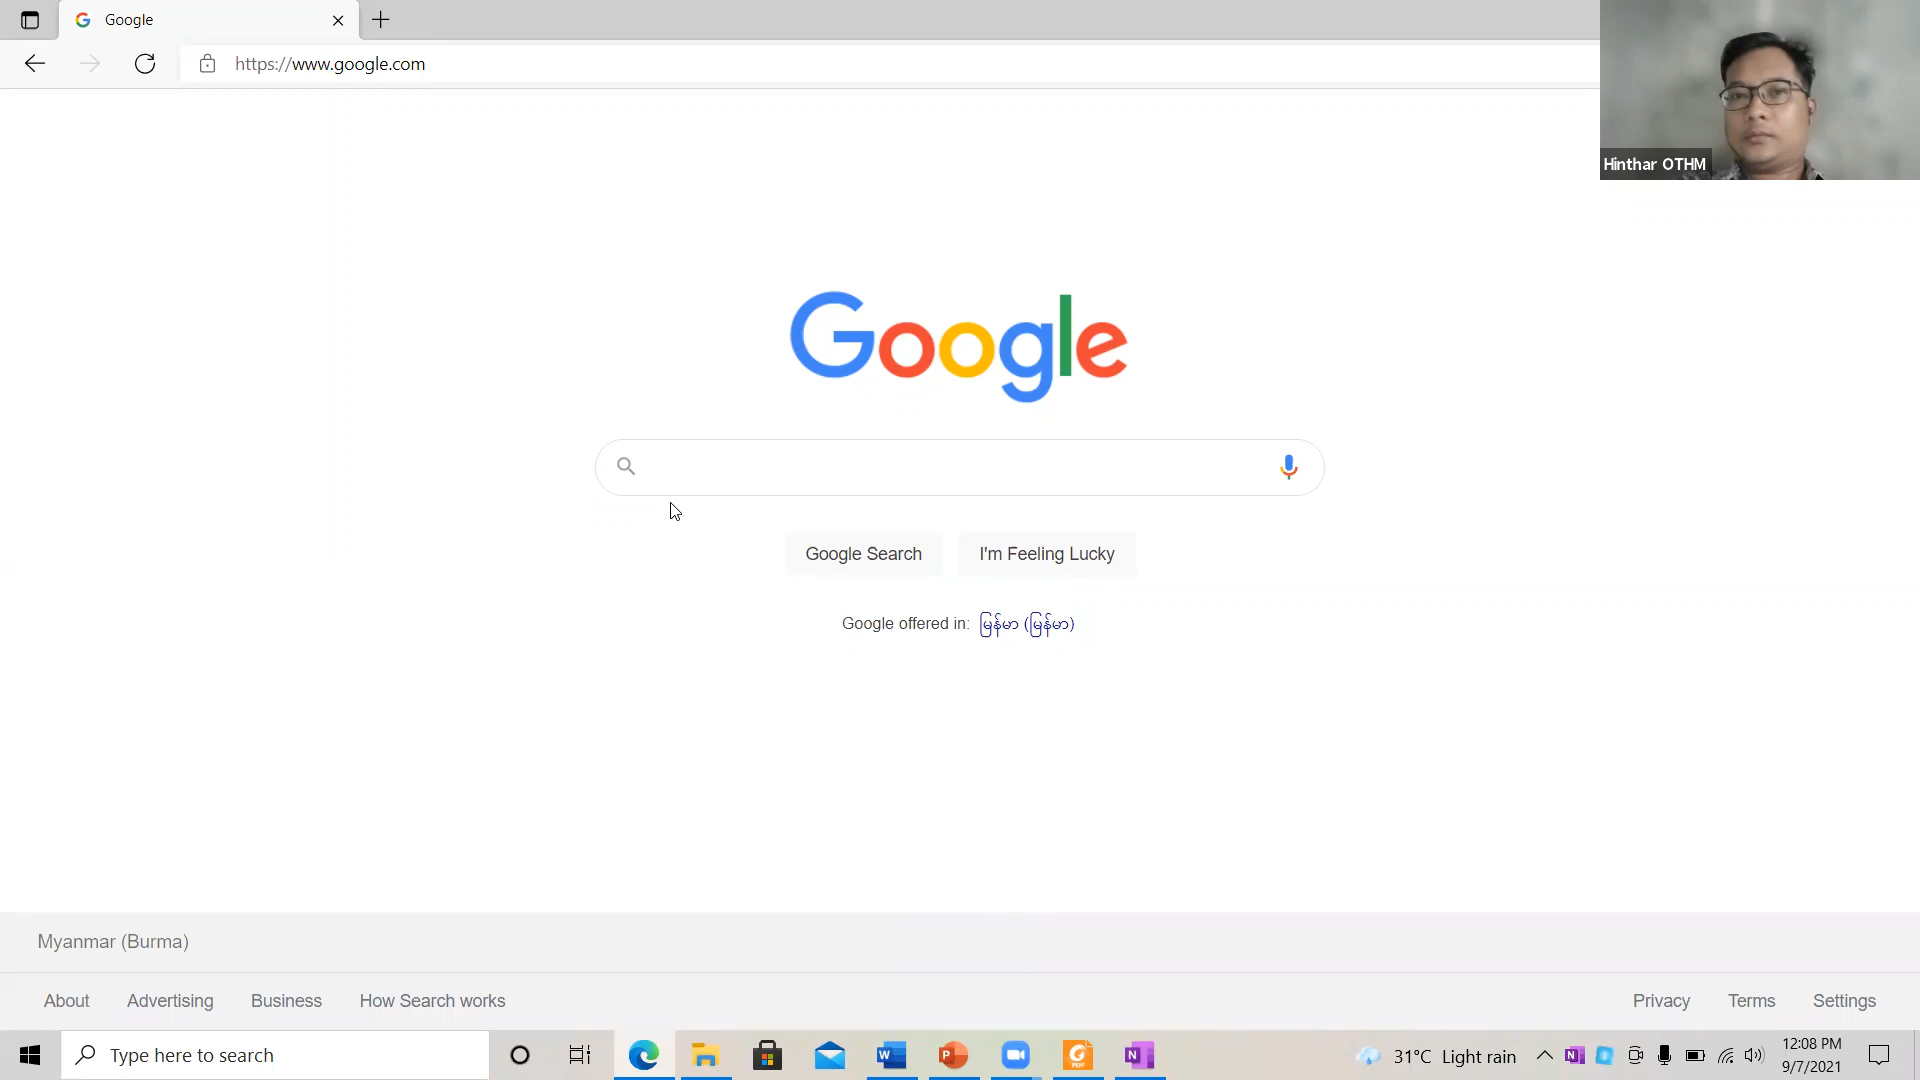 Google
https://www.google.com
Hinthar OTHM
Google
Google Search
I'm Feeling Lucky
Google offered in: မြန်မာ (မြန်မာ)
Myanmar (Burma)
About Advertising Business How Search works
Privacy Terms Settings
Type here to search
31°C Light rain
12:08 PM
9/7/2021